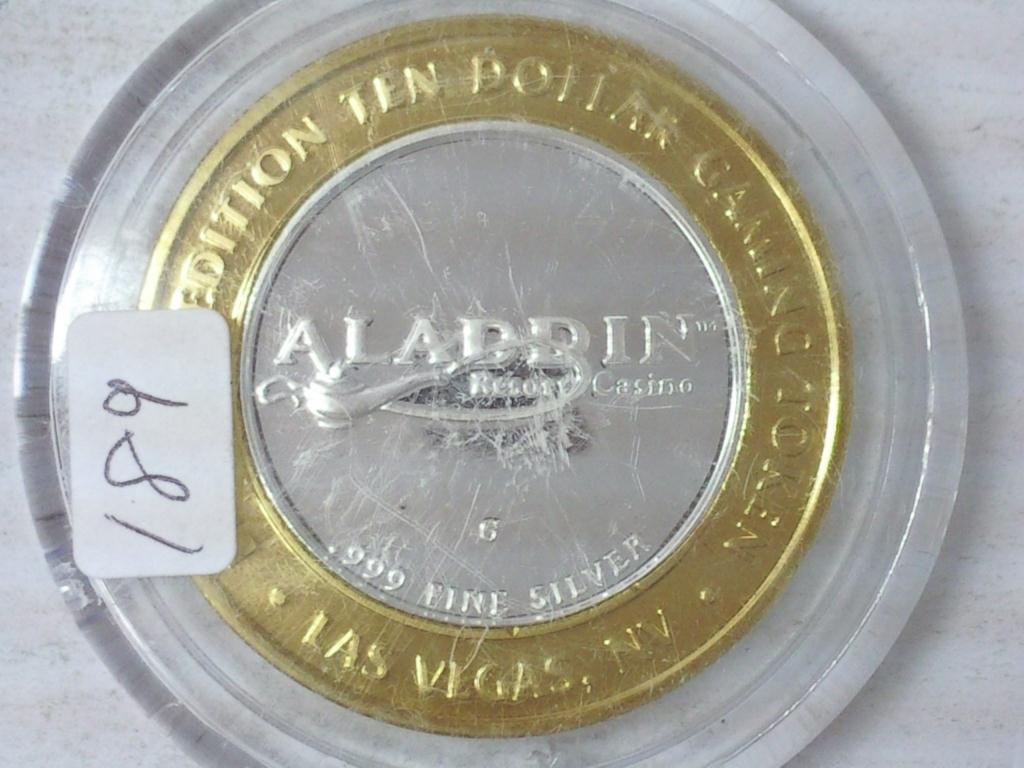 EDITION TEN DOLLAR GAMING TOKEN
ALADDIN™
Resort Casino
G
.999 FINE SILVER
• LAS VEGAS, NV •
189